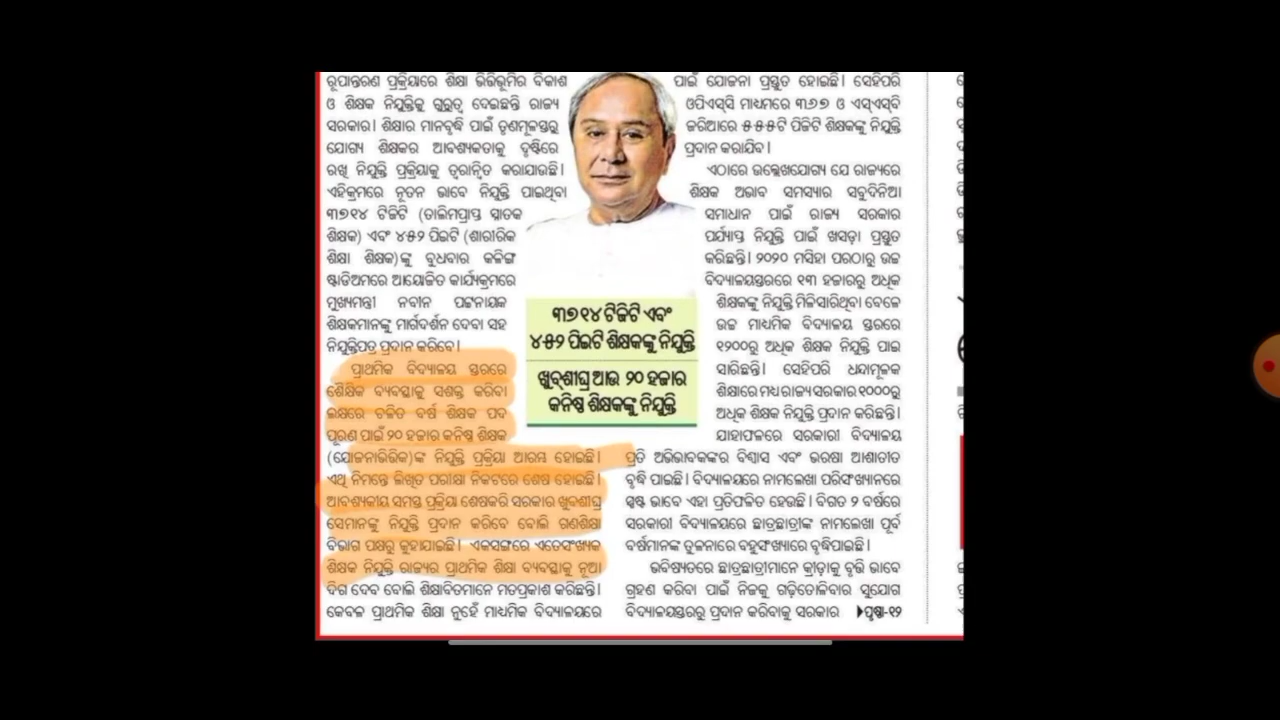 ରୂପାନ୍ତରଣ ପ୍ରକ୍ରିୟାରେ ଶିକ୍ଷା ଭିତ୍ତିଭୂମିର ବିକାଶ
ଓ ଶିକ୍ଷକ ନିଯୁକ୍ତିକୁ ଗୁରୁତ୍ୱ ଦେଇଛନ୍ତି ରାଜ୍ୟ
ସରକାର। ଶିକ୍ଷାର ମାନବୃଦ୍ଧି ପାଇଁ ତୃଣମୂଳସ୍ତରୁ
ଯୋଗ୍ୟ ଶିକ୍ଷକର ଆବଶ୍ୟକତାକୁ ଦୃଷ୍ଟିରେ
ରଖି ନିଯୁକ୍ତି ପ୍ରକ୍ରିୟାକୁ ତ୍ୱରାନ୍ୱିତ କରାଯାଉଛି।
ଏହିକ୍ରମରେ ନୂତନ ଭାବେ ନିଯୁକ୍ତି ପାଇଥିବା
୩୭୧୪ ଟିଜିଟି (ତାଲିମପ୍ରାପ୍ତ ସ୍ନାତକ
ଶିକ୍ଷକ) ଏବଂ ୪୫୨ ପିଇଟି (ଶାରୀରିକ
ଶିକ୍ଷା ଶିକ୍ଷକ)ଙ୍କୁ ବୁଧବାର କଳିଙ୍ଗ
ଷ୍ଟାଡିଅମରେ ଆୟୋଜିତ କାର୍ଯ୍ୟକ୍ରମରେ
ମୁଖ୍ୟମନ୍ତ୍ରୀ ନବୀନ ପଟ୍ଟନାୟକ
ଶିକ୍ଷକମାନଙ୍କୁ ମାର୍ଗଦର୍ଶନ ଦେବା ସହ
ନିଯୁକ୍ତିପତ୍ର ପ୍ରଦାନ କରିବେ।
ପ୍ରାଥମିକ ବିଦ୍ୟାଳୟ ସ୍ତରରେ
ଶୈକ୍ଷିକ ବ୍ୟବସ୍ଥାକୁ ସଶକ୍ତ କରିବା
ଲକ୍ଷରେ ଚଳିତ ବର୍ଷ ଶିକ୍ଷକ ପଦ
ପୂରଣ ପାଇଁ ୨୦ ହଜାର କନିଷ୍ଠ ଶିକ୍ଷକ
(ଯୋଜନାଭିତ୍ତିକ)ଙ୍କ ନିଯୁକ୍ତି ପ୍ରକ୍ରିୟା ଆରମ୍ଭ ହୋଇଛି।
ଏଥି ନିମନ୍ତେ ଲିଖିତ ପରୀକ୍ଷା ନିକଟରେ ଶେଷ ହୋଇଛି।
ଆବଶ୍ୟକୀୟ ସମସ୍ତ ପ୍ରକ୍ରିୟା ଶେଷକରି ସରକାର ଖୁବଶୀଘ୍ର
ସେମାନଙ୍କୁ ନିଯୁକ୍ତି ପ୍ରଦାନ କରିବେ ବୋଲି ଗଣଶିକ୍ଷା
ବିଭାଗ ପକ୍ଷରୁ କୁହାଯାଇଛି। ଏକସଙ୍ଗରେ ଏତେସଂଖ୍ୟକ
ଶିକ୍ଷକ ନିଯୁକ୍ତି ରାଜ୍ୟର ପ୍ରାଥମିକ ଶିକ୍ଷା ବ୍ୟବସ୍ଥାକୁ ନୂଆ
ଦିଗ ଦେବ ବୋଲି ଶିକ୍ଷାବିତମାନେ ମତପ୍ରକାଶ କରିଛନ୍ତି।
କେବଳ ପ୍ରାଥମିକ ଶିକ୍ଷା ନୁହେଁ ମାଧ୍ୟମିକ ବିଦ୍ୟାଳୟରେ
୩୭୧୪ ଟିଜିଟି ଏବଂ
୪୫୨ ପିଇଟି ଶିକ୍ଷକଙ୍କୁ ନିଯୁକ୍ତି
ଖୁବ୍‌ଶୀଘ୍ର ଆଉ ୨୦ ହଜାର
କନିଷ୍ଠ ଶିକ୍ଷକଙ୍କୁ ନିଯୁକ୍ତି
ପାଇଁ ଯୋଜନା ପ୍ରସ୍ତୁତ ହୋଇଛି। ସେହିପରି
ଓପିଏସ୍‌ସି ମାଧ୍ୟମରେ ୩୬୭ ଓ ଏସ୍‌ଏସ୍‌ବି
ଜରିଆରେ ୫୫୫ଟି ପିଜିଟି ଶିକ୍ଷକଙ୍କୁ ନିଯୁକ୍ତି
ପ୍ରଦାନ କରାଯିବ।
ଏଠାରେ ଉଲ୍ଲେଖଯୋଗ୍ୟ ଯେ ରାଜ୍ୟରେ
ଶିକ୍ଷକ ଅଭାବ ସମସ୍ୟାର ସବୁଦିନିଆ
ସମାଧାନ ପାଇଁ ରାଜ୍ୟ ସରକାର
ପର୍ଯ୍ୟାପ୍ତ ନିଯୁକ୍ତି ପାଇଁ ଖସଡ଼ା ପ୍ରସ୍ତୁତ
କରିଛନ୍ତି। ୨୦୨୦ ମସିହା ପରଠାରୁ ଉଚ୍ଚ
ବିଦ୍ୟାଳୟସ୍ତରରେ ୧୩ ହଜାରରୁ ଅଧିକ
ଶିକ୍ଷକଙ୍କୁ ନିଯୁକ୍ତି ମିଳିସାରିଥିବା ବେଳେ
ଉଚ୍ଚ ମାଧ୍ୟମିକ ବିଦ୍ୟାଳୟ ସ୍ତରରେ
୧୨୦୦ରୁ ଅଧିକ ଶିକ୍ଷକ ନିଯୁକ୍ତି ପାଇ
ସାରିଛନ୍ତି। ସେହିପରି ଧନ୍ଦାମୂଳକ
ଶିକ୍ଷାରେ ମଧ୍ୟ ରାଜ୍ୟ ସରକାର ୧୦୦୦ରୁ
ଅଧିକ ଶିକ୍ଷକ ନିଯୁକ୍ତି ପ୍ରଦାନ କରିଛନ୍ତି।
ଯାହାଫଳରେ ସରକାରୀ ବିଦ୍ୟାଳୟ
ପ୍ରତି ଅଭିଭାବକଙ୍କର ବିଶ୍ୱାସ ଏବଂ ଭରଷା ଆଶାତୀତ
ବୃଦ୍ଧି ପାଇଛି। ବିଦ୍ୟାଳୟରେ ନାମଲେଖା ପରିସଂଖ୍ୟାନରେ
ସ୍ପଷ୍ଟ ଭାବେ ଏହା ପ୍ରତିଫଳିତ ହେଉଛି। ବିଗତ ୨ ବର୍ଷରେ
ସରକାରୀ ବିଦ୍ୟାଳୟରେ ଛାତ୍ରଛାତ୍ରୀଙ୍କ ନାମଲେଖା ପୂର୍ବ
ବର୍ଷମାନଙ୍କ ତୁଳନାରେ ବହୁସଂଖ୍ୟାରେ ବୃଦ୍ଧିପାଇଛି।
ଭବିଷ୍ୟତରେ ଛାତ୍ରଛାତ୍ରୀମାନେ କ୍ରୀଡ଼ାକୁ ବୃତ୍ତି ଭାବେ
ଗ୍ରହଣ କରିବା ପାଇଁ ନିଜକୁ ଗଢ଼ିତୋଳିବାର ସୁଯୋଗ
ବିଦ୍ୟାଳୟସ୍ତରରୁ ପ୍ରଦାନ କରିବାକୁ ସରକାର ▶ପୃଷ୍ଠା-୧୨